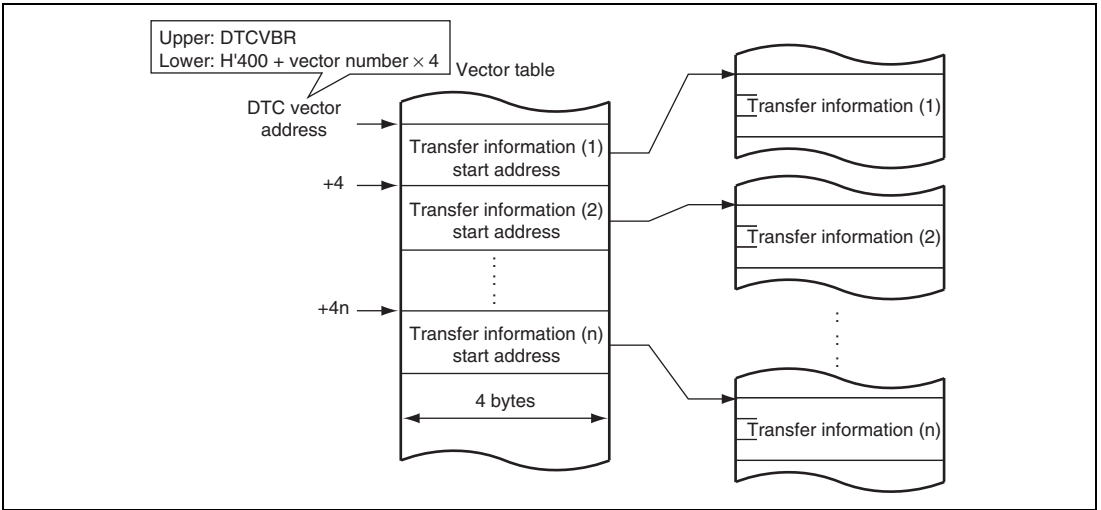 Upper: DTCVBR
Lower: H'400 + vector number × 4
Vector table
DTC vector
address
Transfer information (1)
start address
+4
Transfer information (2)
start address
+4n
Transfer information (n)
start address
4 bytes
Transfer information (1)
Transfer information (2)
Transfer information (n)